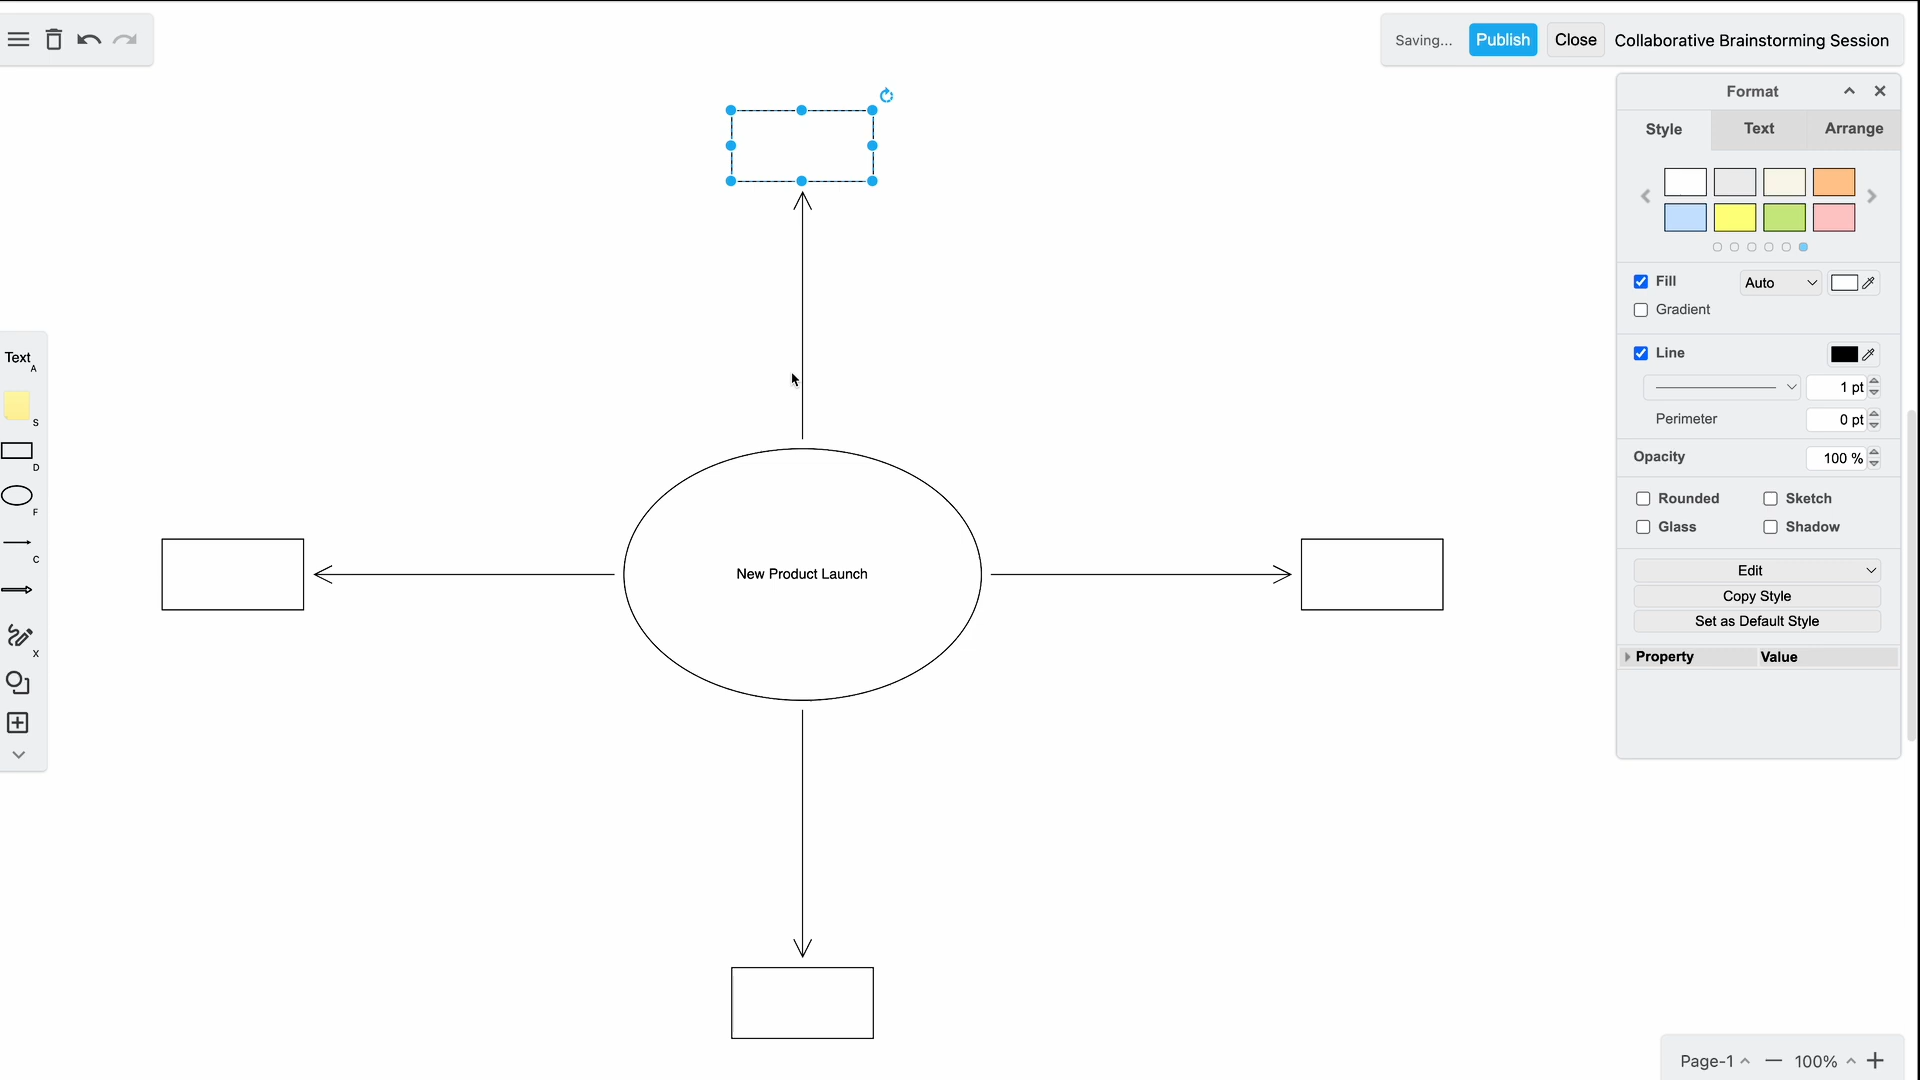 Saving...
Publish
Close
Collaborative Brainstorming Session
Format
Style
Text
Arrange
Fill
Auto
Gradient
Line
1 pt
Perimeter
0 pt
Opacity
100 %
Rounded
Sketch
Glass
Shadow
Edit
Copy Style
Set as Default Style
Property
Value
Text
A
S
D
F
C
X
New Product Launch
Page-1
100%